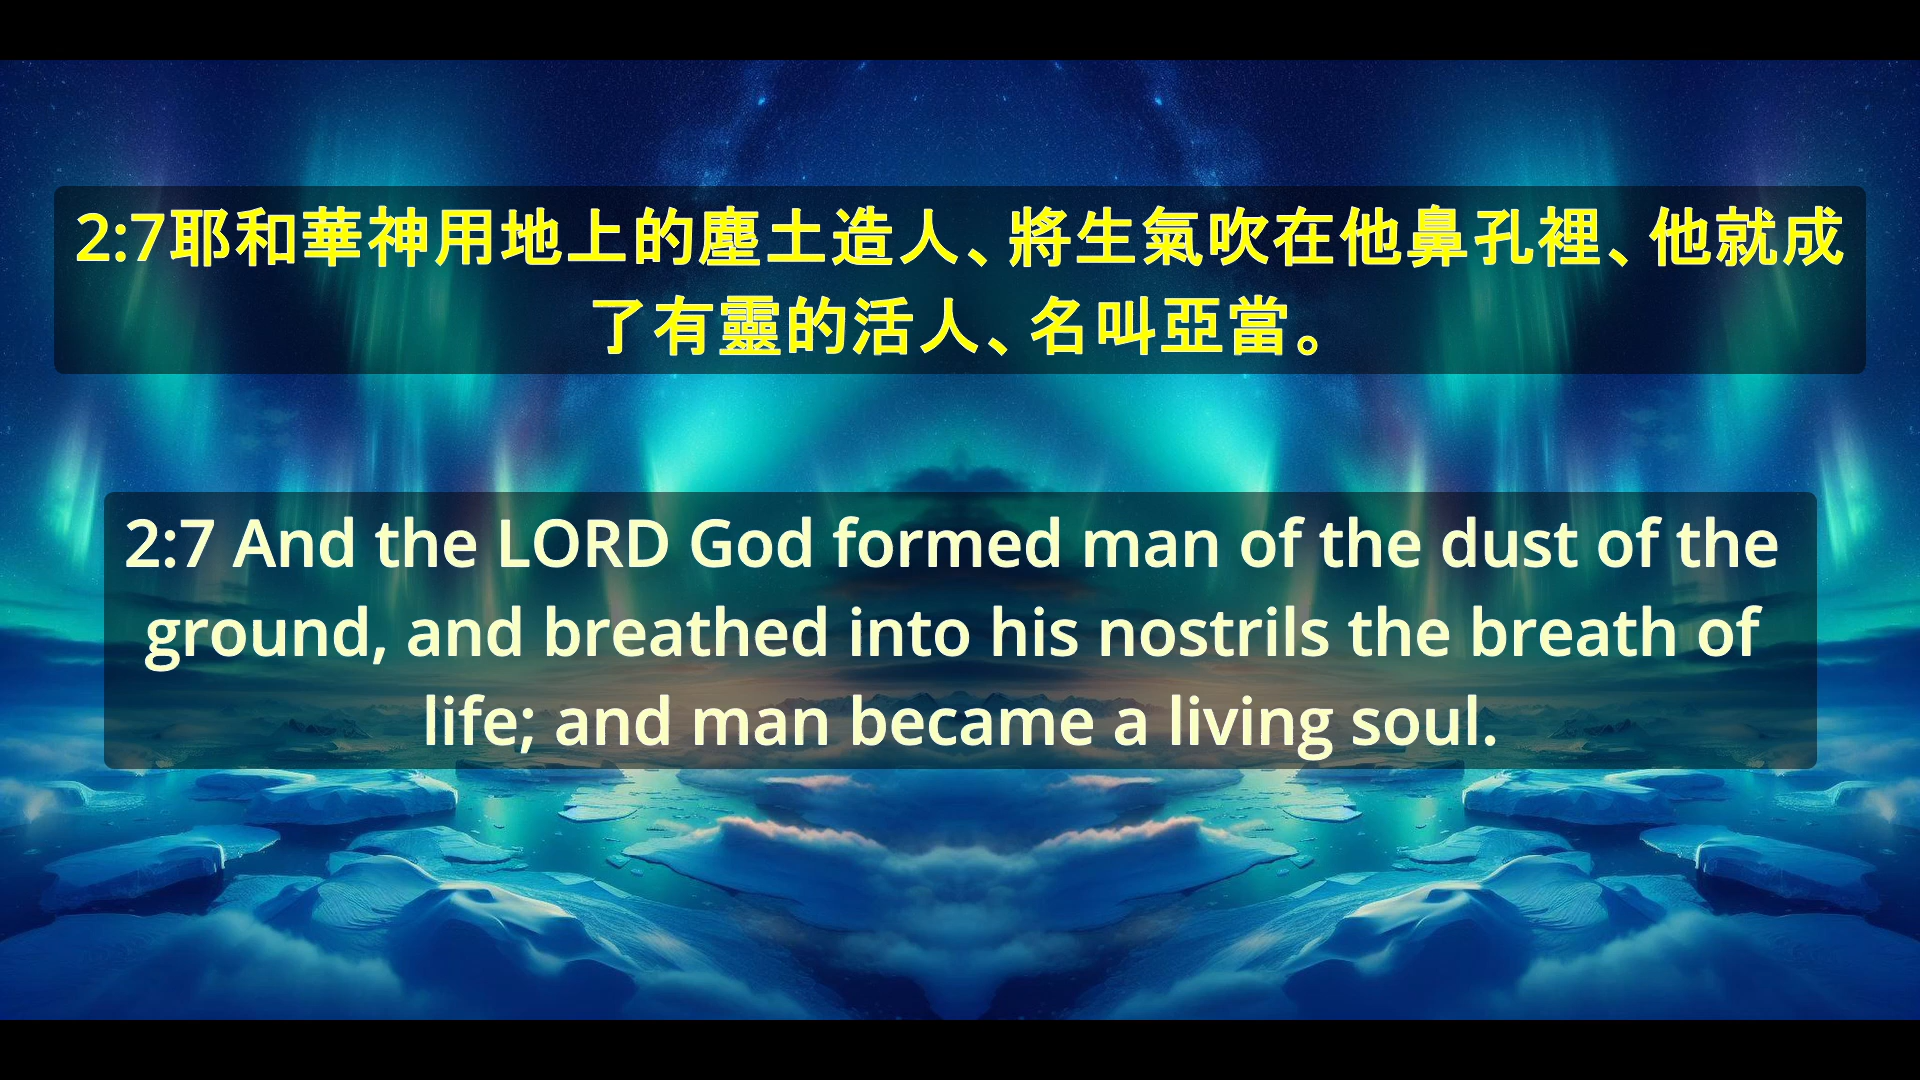 2:7耶和華神用地上的塵土造人、將生氣吹在他鼻孔裡、他就成
了有靈的活人、名叫亞當。
2:7 And the LORD God formed man of the dust of the
ground, and breathed into his nostrils the breath of
life; and man became a living soul.